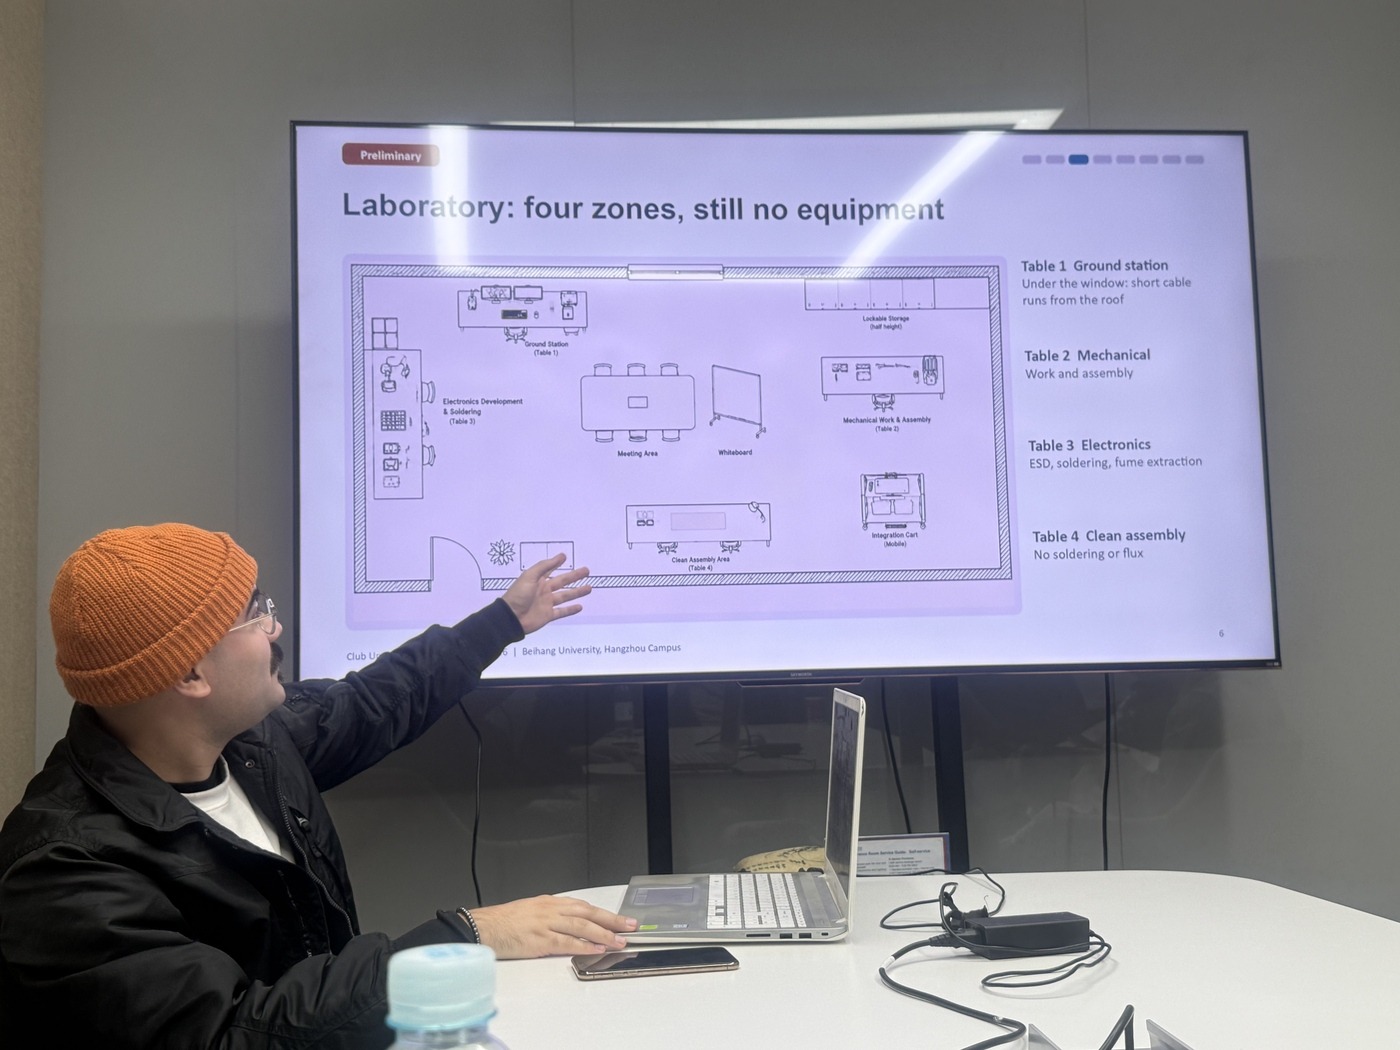 Preliminary
Laboratory: four zones, still no equipment
Ground Station
(Table 1)
Lockable Storage
(half height)
Electronics Development
& Soldering
(Table 3)
Meeting Area
Whiteboard
Mechanical Work & Assembly
(Table 2)
Clean Assembly Area
(Table 4)
Integration Cart
(Mobile)
Table 1 Ground station
Under the window: short cable
runs from the roof
Table 2 Mechanical
Work and assembly
Table 3 Electronics
ESD, soldering, fume extraction
Table 4 Clean assembly
No soldering or flux
Club 6 | Beihang University, Hangzhou Campus
6